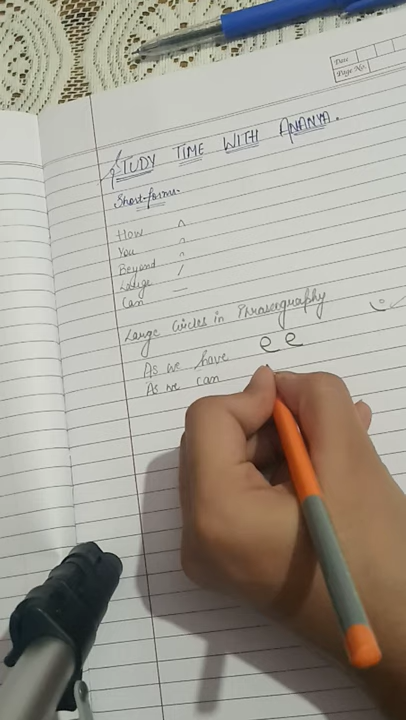 Date
Page No.
STUDY TIME WITH ANANYA.
Short-forms-
How
You
Beyond
Large
Can
Large Circles in Phraseography
As we have
As we can